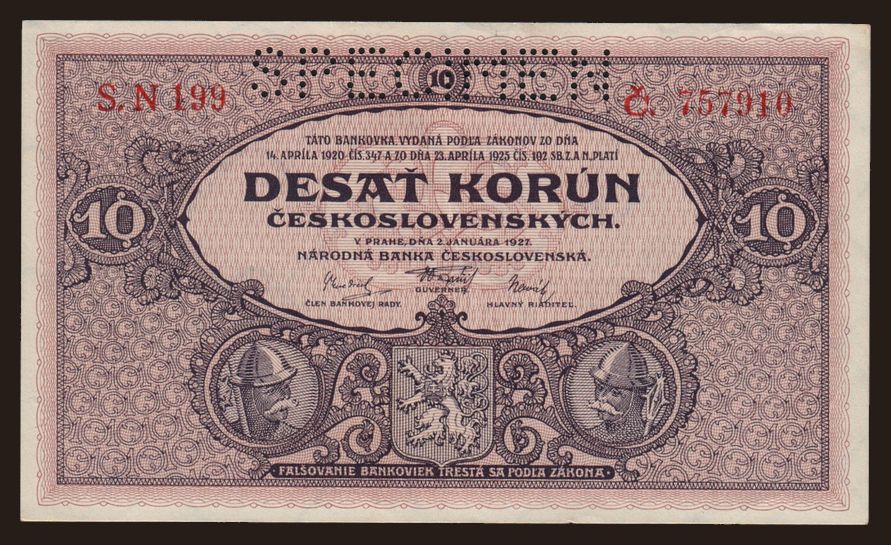 SPECIMEN
10
S. N 199
Č. 757910
TÁTO BANKOVKA VYDANÁ PODĽA ZÁKONOV ZO DŇA
14. APRÍLA 1920 ČÍS. 347 A ZO DŇA 23. APRÍLA 1925 ČÍS. 102 SB. Z. A N. PLATÍ
DESAŤ KORÚN
ČESKOSLOVENSKÝCH.
V PRAHE, DŇA 2. JANUÁRA 1927.
NÁRODNÁ BANKA ČESKOSLOVENSKÁ.
10
10
ČLEN BANKOVEJ RADY.
GUVERNER.
HLAVNÝ RIADITEĽ.
FALŠOVANIE BANKOVIEK TRESTÁ SA PODĽA ZÁKONA